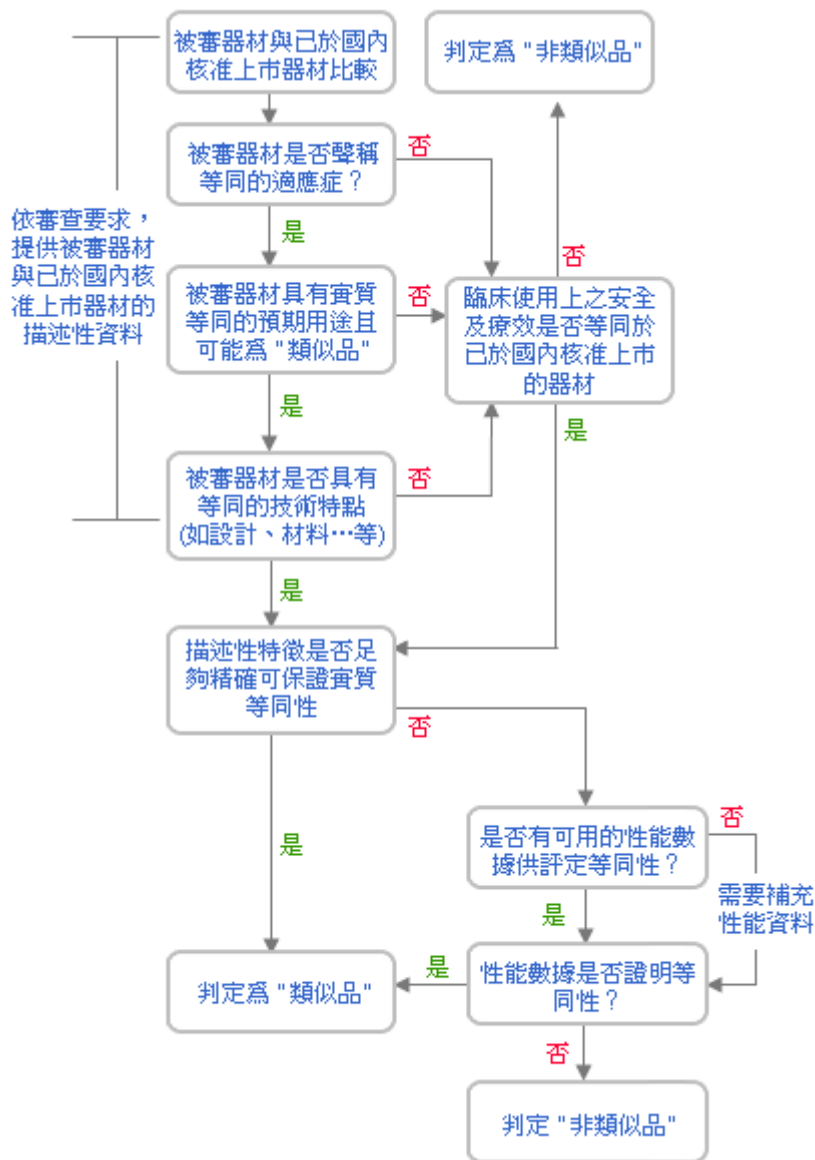 被審器材與已於國內
核准上市器材比較
判定為 "非類似品"
被審器材是否聲稱
等同的適應症？
否
是
依審查要求，
提供被審器材
與已於國內核
准上市器材的
描述性資料
被審器材具有實質
等同的預期用途且
可能為 "類似品"
否
否
臨床使用上之安全
及療效是否等同於
已於國內核准上市
的器材
是
是
被審器材是否具有
等同的技術特點
(如設計、材料…等)
否
是
描述性特徵是否足
夠精確可保證實質
等同性
否
是
是否有可用的性能數
據供評定等同性？
否
需要補充
性能資料
是
判定為 "類似品"
是
性能數據是否證明等
同性？
否
判定 "非類似品"